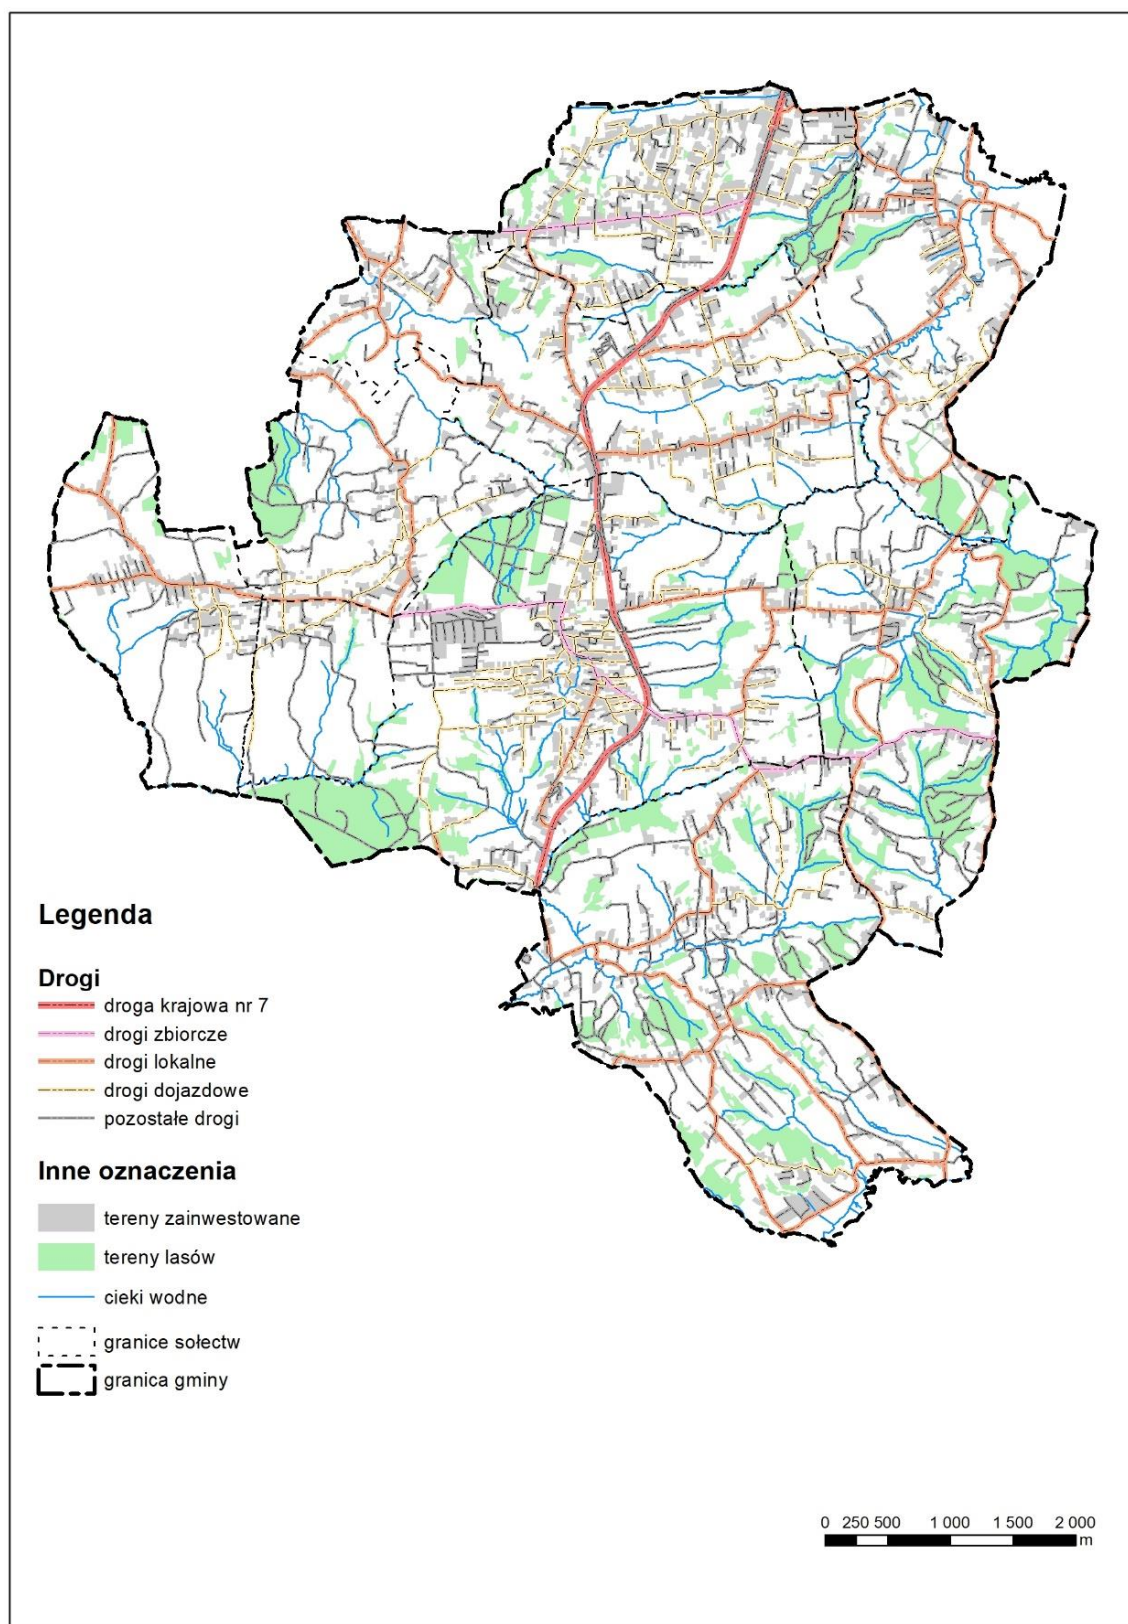 Legenda
Drogi
droga krajowa nr 7
drogi zbiorcze
drogi lokalne
drogi dojazdowe
pozostałe drogi
Inne oznaczenia
tereny zainwestowane
tereny lasów
cieki wodne
granice sołectw
granica gminy
0 250 500 1 000 1 500 2 000
m